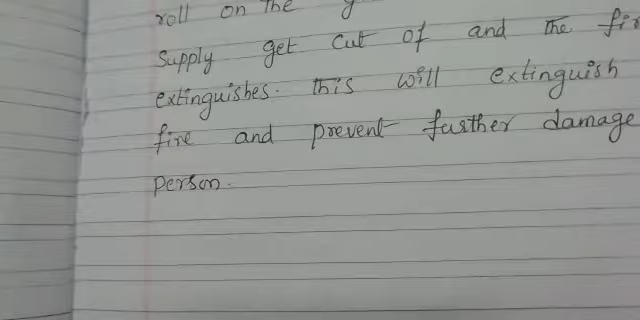 roll on the g
Supply get cut of and the fir
extinguishes. this will extinguish
fire and prevent further damage
person.